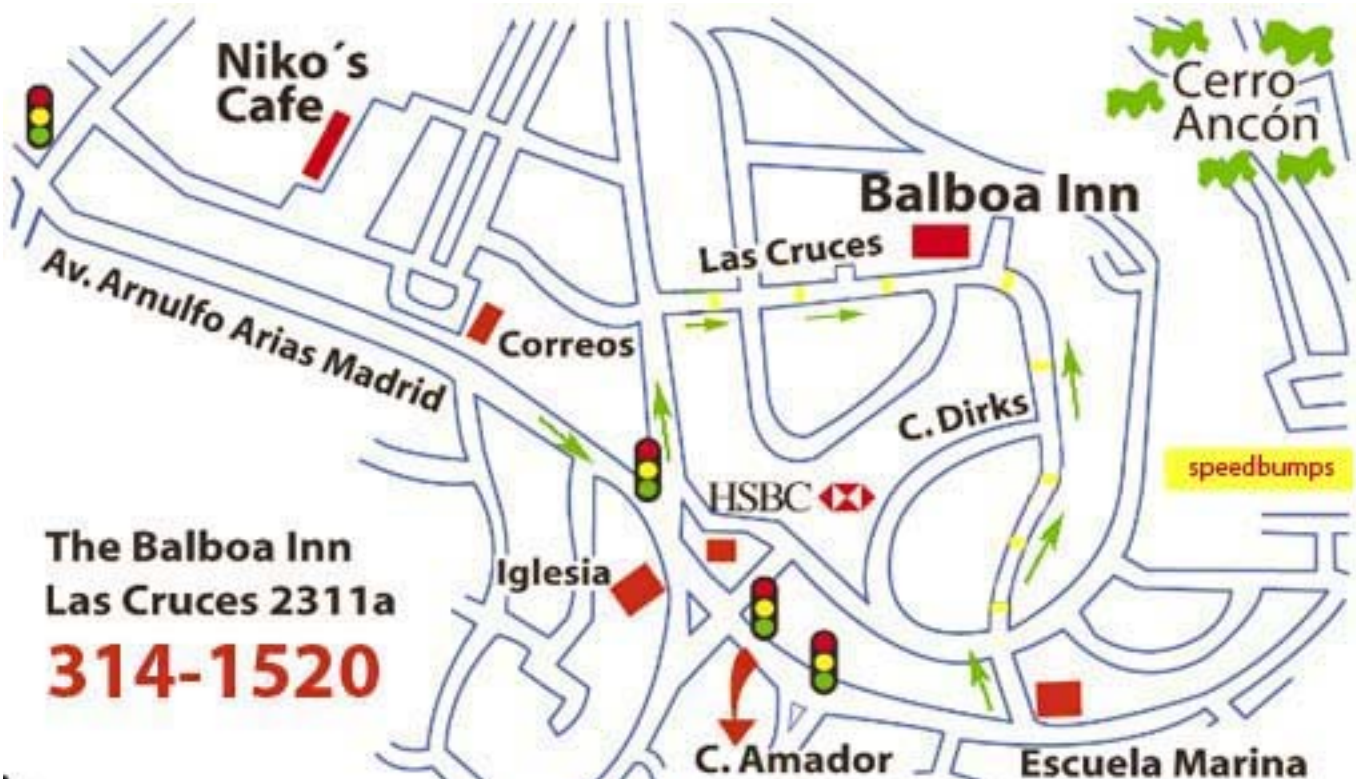 Niko´s
Cafe
Cerro
Ancón
Balboa Inn
Las Cruces
Av. Arnulfo Arias Madrid
Correos
C. Dirks
speedbumps
HSBC
The Balboa Inn
Las Cruces 2311a
314-1520
Iglesia
C. Amador
Escuela Marina